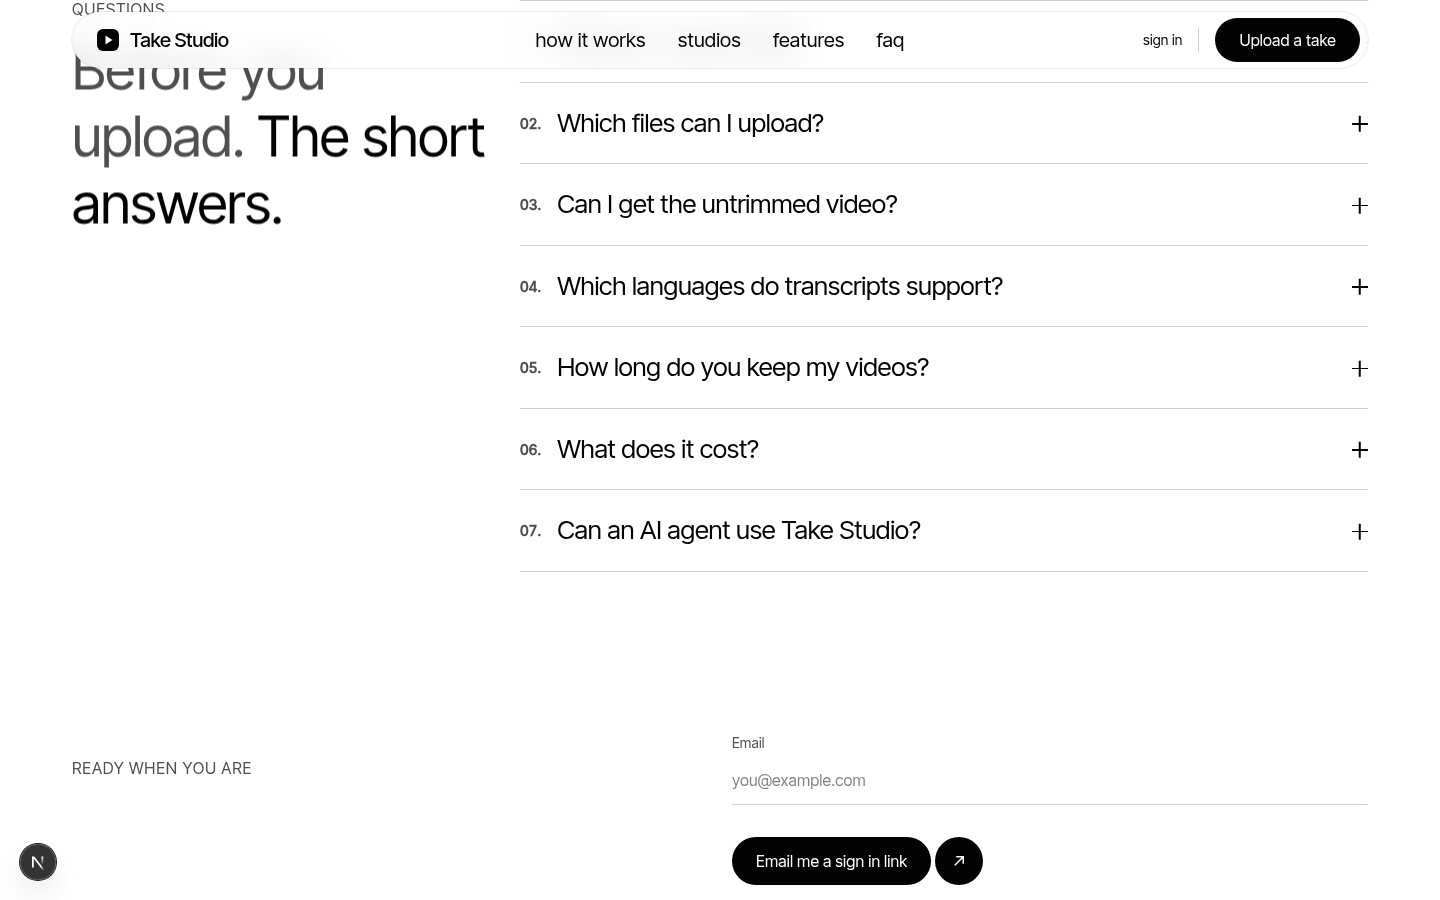 QUESTIONS
Take Studio
how it works
studios
features
faq
sign in
Upload a take
Before you
upload. The short
answers.
02. Which files can I upload?
03. Can I get the untrimmed video?
04. Which languages do transcripts support?
05. How long do you keep my videos?
06. What does it cost?
07. Can an AI agent use Take Studio?
READY WHEN YOU ARE
Email
you@example.com
Email me a sign in link
N